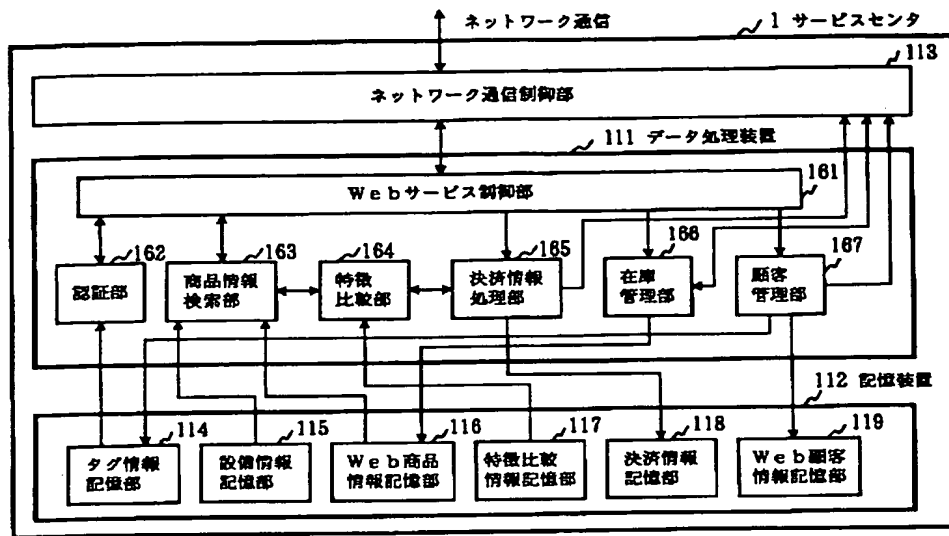 ネットワーク通信
1 サービスセンタ
113
ネットワーク通信制御部
111 データ処理装置
161
Webサービス制御部
162
163
164
165
166
167
認証部
商品情報
検索部
特徴
比較部
決済情報
処理部
在庫
管理部
顧客
管理部
112 記憶装置
114
115
116
117
118
119
タグ情報
記憶部
設備情報
記憶部
Web商品
情報記憶部
特徴比較
情報記憶部
決済情報
記憶部
Web顧客
情報記憶部